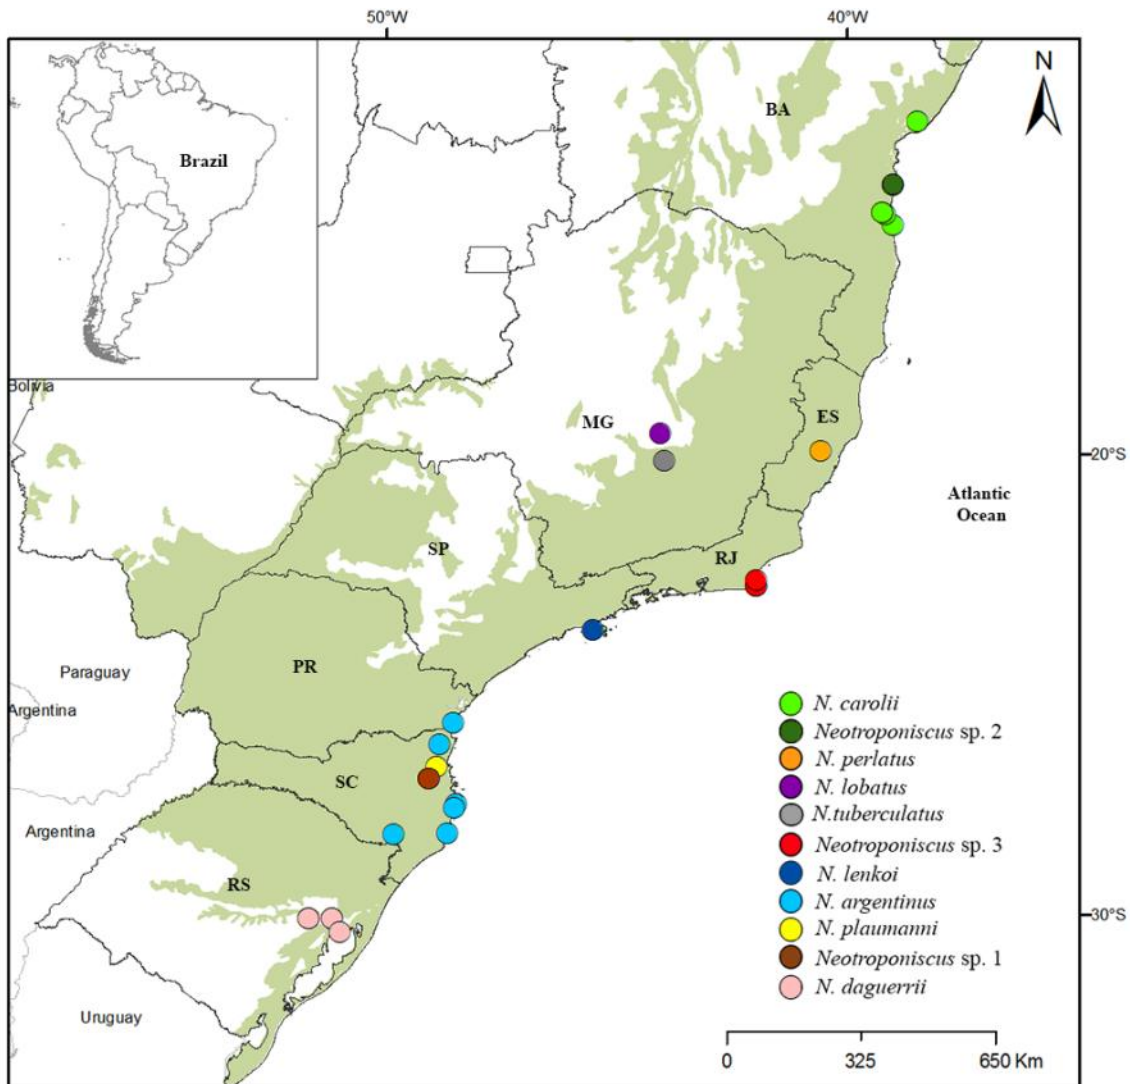 50°W
40°W
N
Brazil
BA
Bolivia
MG
ES
20°S
Atlantic
Ocean
SP
RJ
PR
Paraguay
Argentina
SC
Argentina
RS
30°S
Uruguay
N. carolii
Neotroponiscus sp. 2
N. perlatus
N. lobatus
N.tuberculatus
Neotroponiscus sp. 3
N. lenkoi
N. argentinus
N. plaumanni
Neotroponiscus sp. 1
N. daguerrii
0 325 650 Km